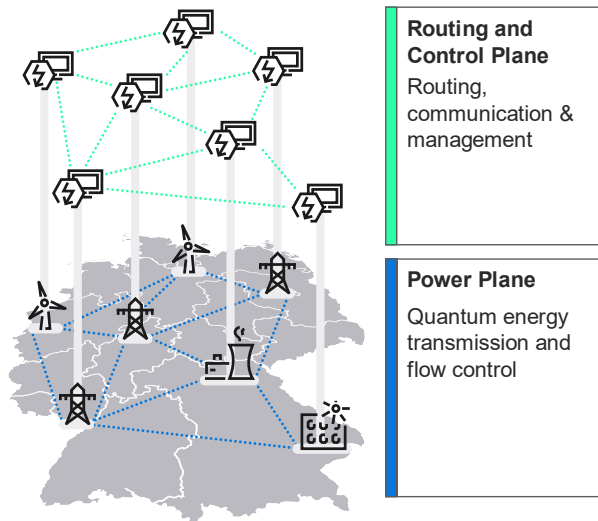 Routing and
Control Plane
Routing,
communication &
management
Power Plane
Quantum energy
transmission and
flow control